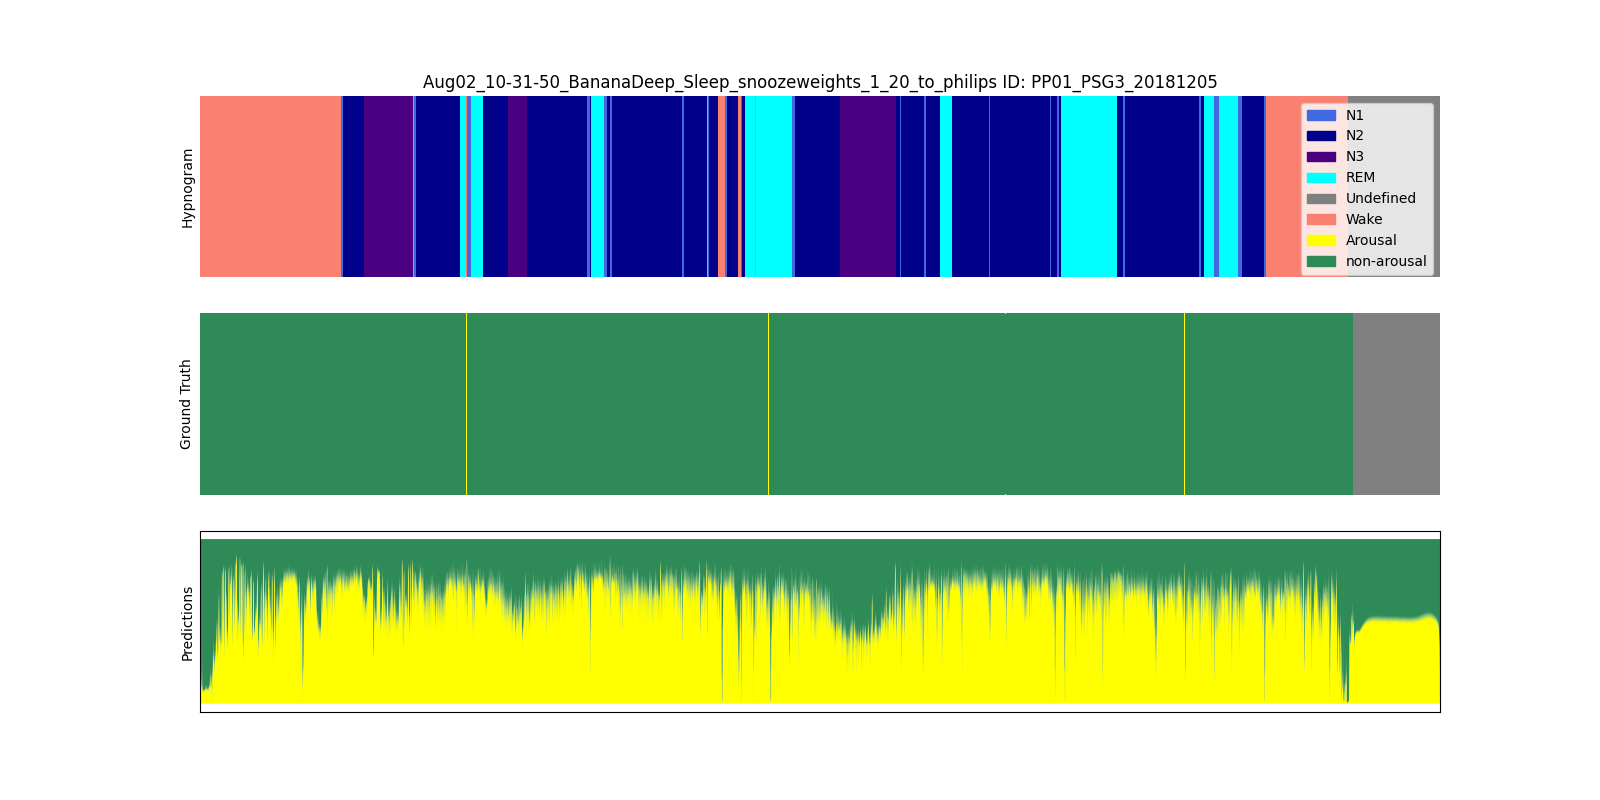 Aug02_10-31-50_BananaDeep_Sleep_snoozeweights_1_20_to_philips ID: PP01_PSG3_20181205
Hypnogram
N1
N2
N3
REM
Undefined
Wake
Arousal
non-arousal
Ground Truth
Predictions